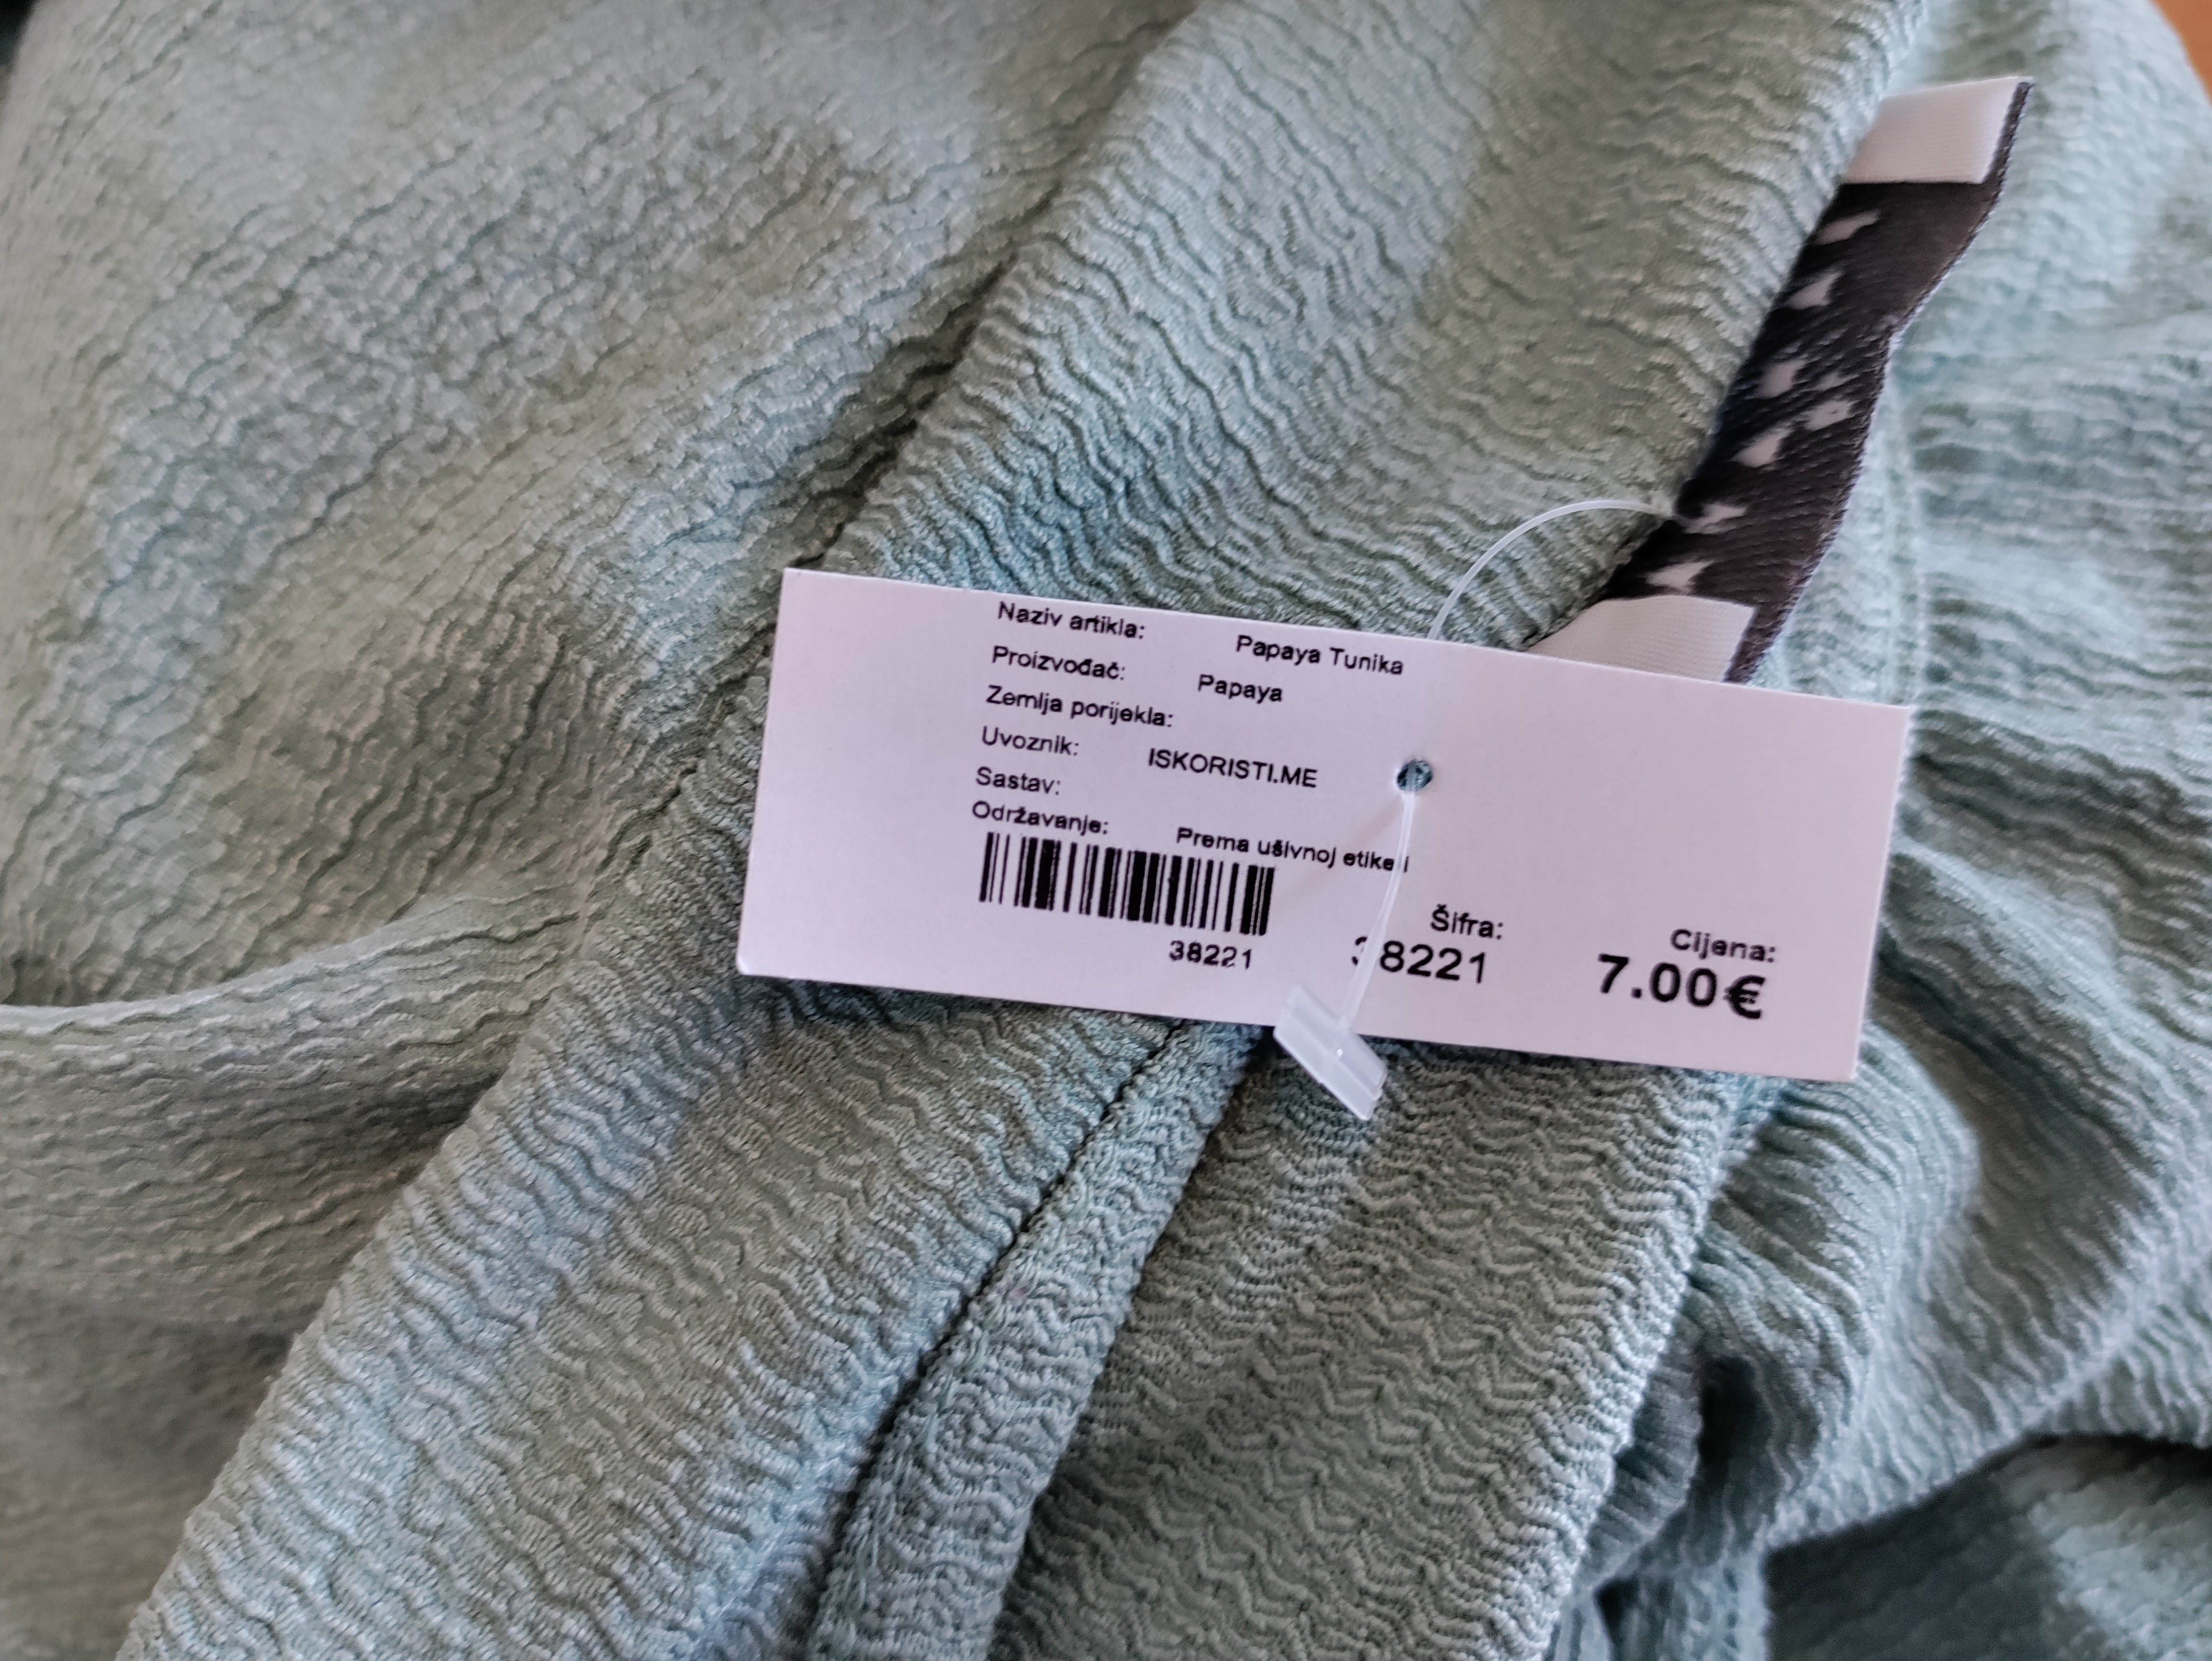 Naziv artikla: Papaya Tunika
Proizvođač: Papaya
Zemlja porijekla:
Uvoznik: ISKORISTI.ME
Sastav:
Održavanje: Prema ušivnoj etiketi
38221
Šifra:
38221
Cijena:
7.00€